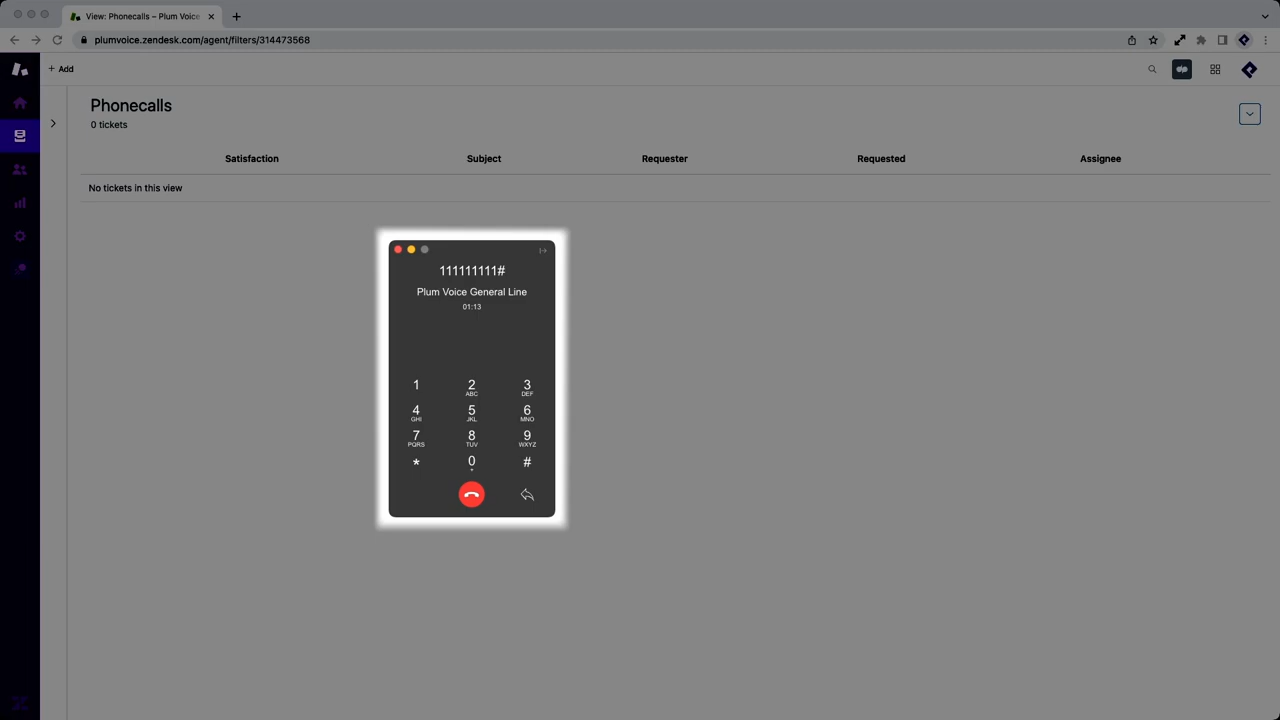 View: Phonecalls – Plum Voice
plumvoice.zendesk.com/agent/filters/314473568
+ Add
Phonecalls
0 tickets
Satisfaction Subject Requester Requested Assignee
No tickets in this view
111111111#
Plum Voice General Line
01:13
1 2 3
ABC DEF
4 5 6
GHI JKL MNO
7 8 9
PQRS TUV WXYZ
* 0 #
+